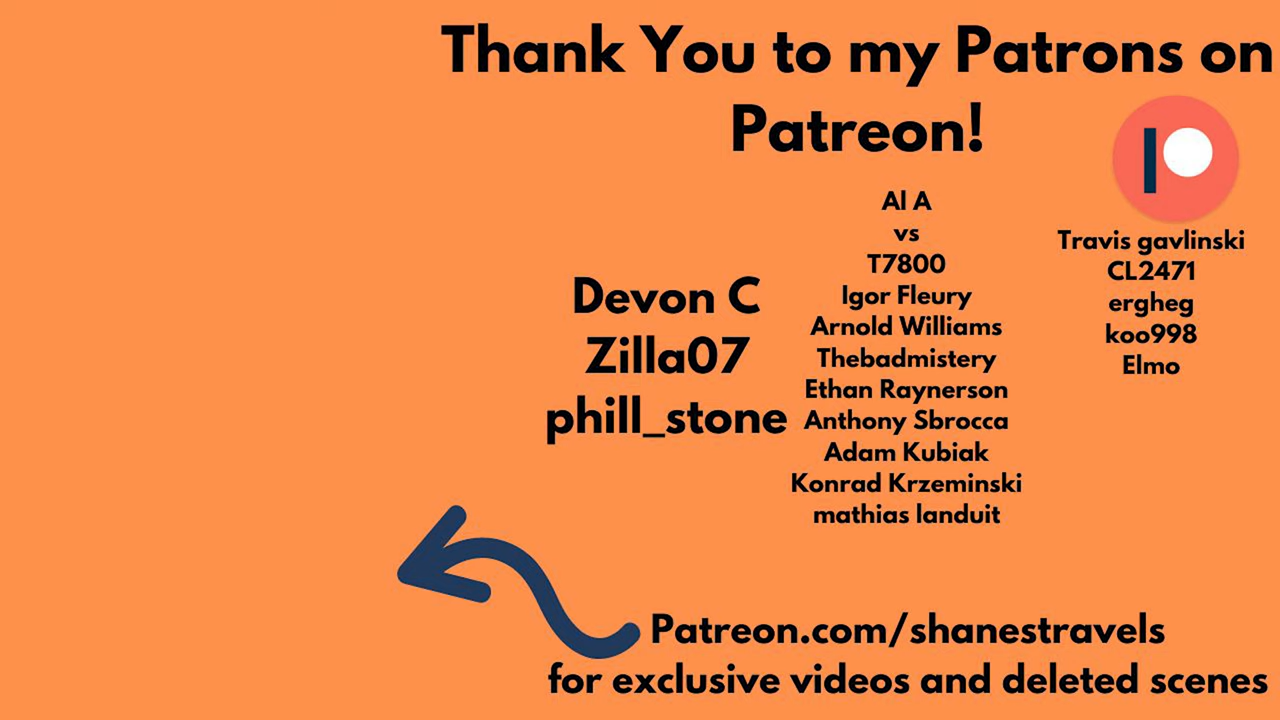 Thank You to my Patrons on
Patreon!
Devon C
Zilla07
phill_stone
Al A
vs
T7800
Igor Fleury
Arnold Williams
Thebadmistery
Ethan Raynerson
Anthony Sbrocca
Adam Kubiak
Konrad Krzeminski
mathias landuit
Travis gavlinski
CL2471
ergheg
koo998
Elmo
Patreon.com/shanestravels
for exclusive videos and deleted scenes